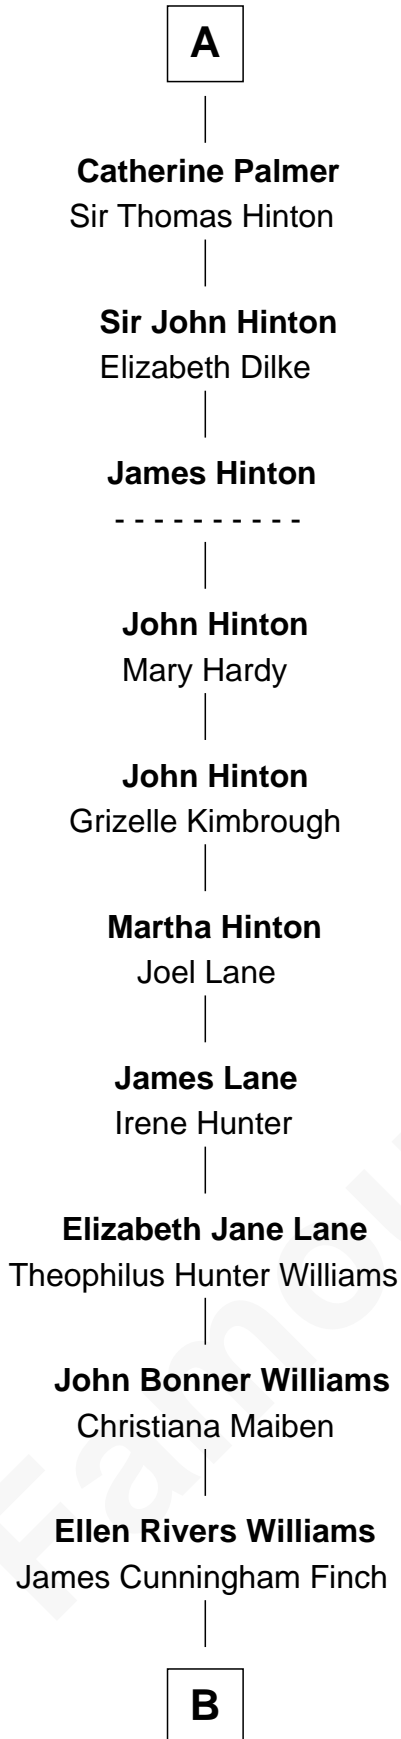 A
Catherine Palmer
Sir Thomas Hinton
Sir John Hinton
Elizabeth Dilke
James Hinton
- - - - - - - - - -
John Hinton
Mary Hardy
John Hinton
Grizelle Kimbrough
Martha Hinton
Joel Lane
James Lane
Irene Hunter
Elizabeth Jane Lane
Theophilus Hunter Williams
John Bonner Williams
Christiana Maiben
Ellen Rivers Williams
James Cunningham Finch
B